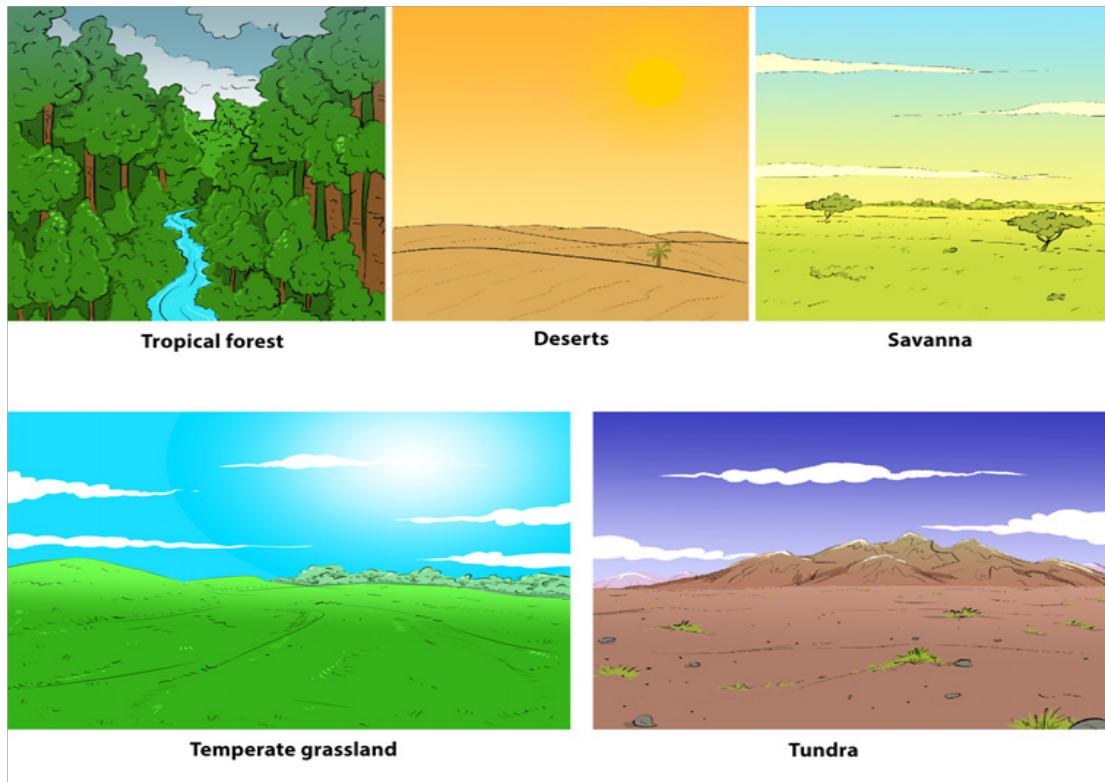 Tropical forest
Deserts
Savanna
Temperate grassland
Tundra